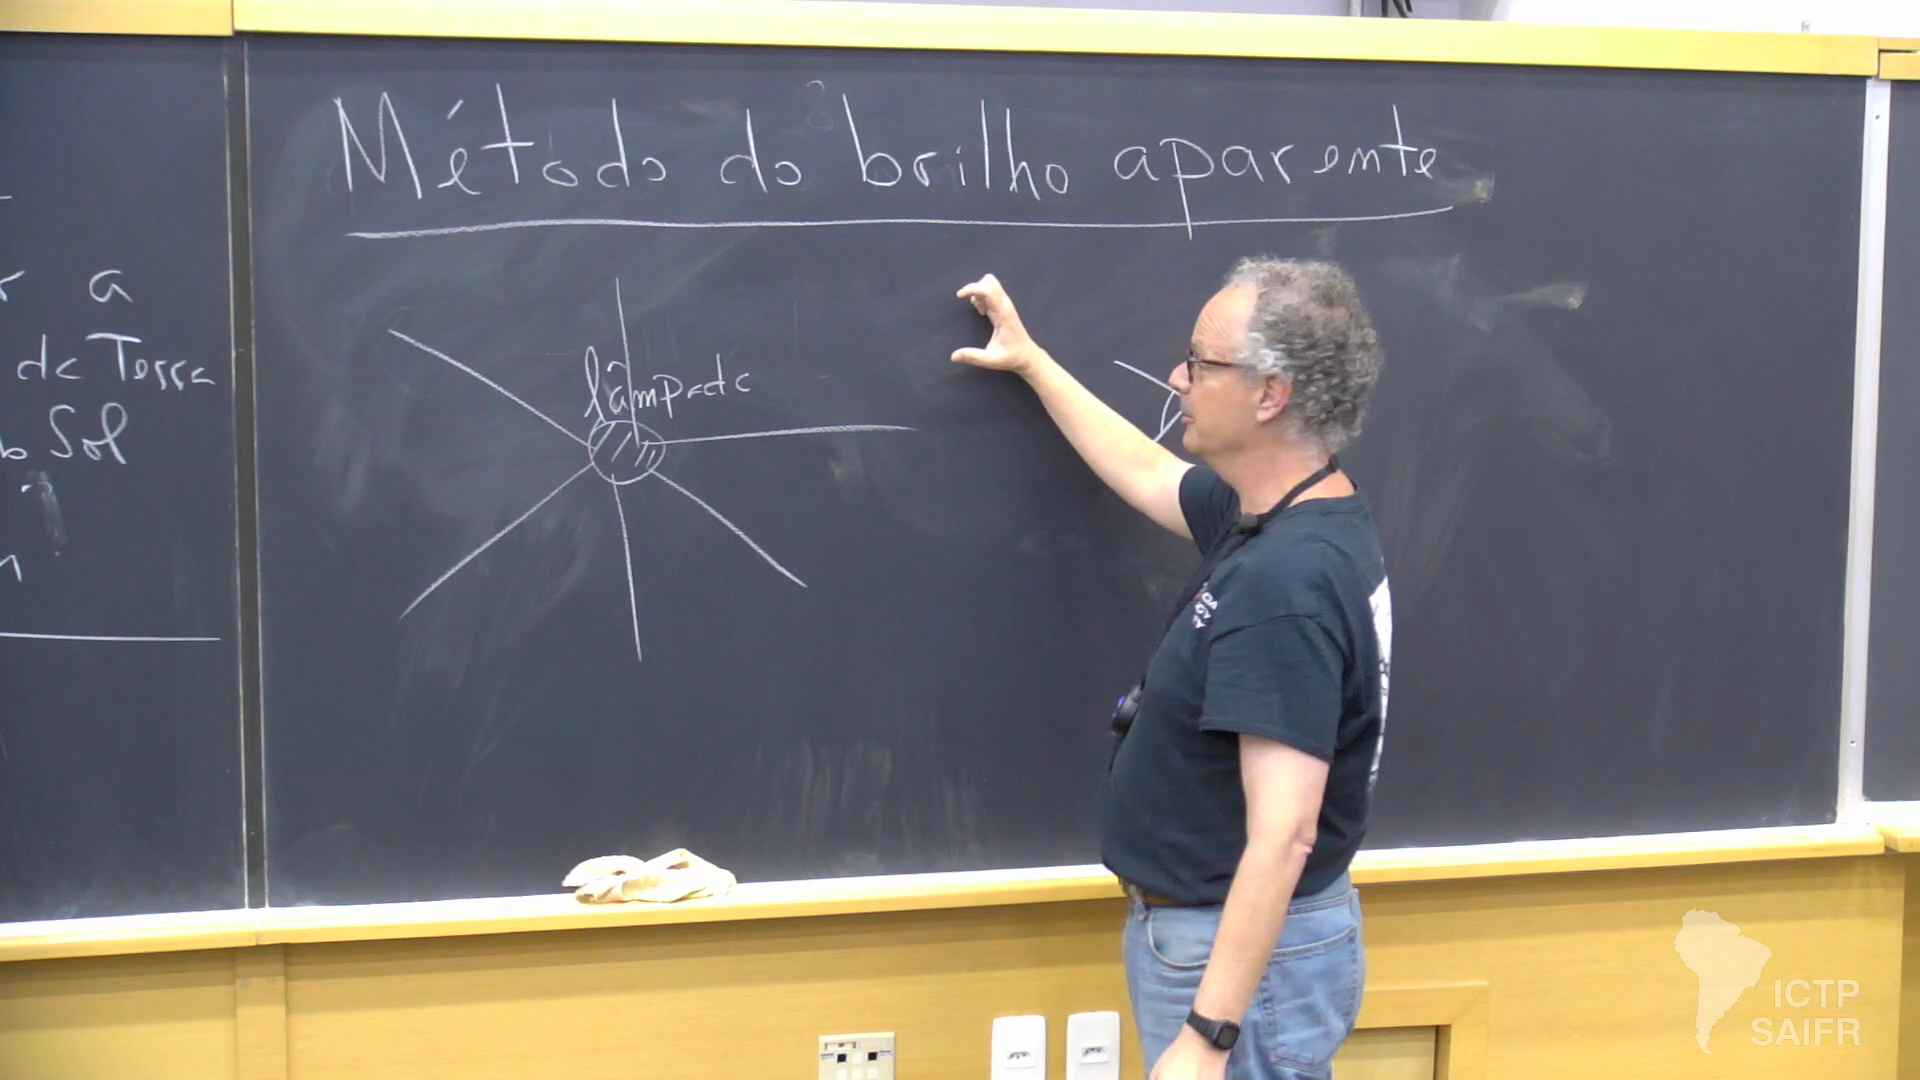 Método do brilho aparente
a
da Terra
Sol
lâmpada
ICTP
SAIFR